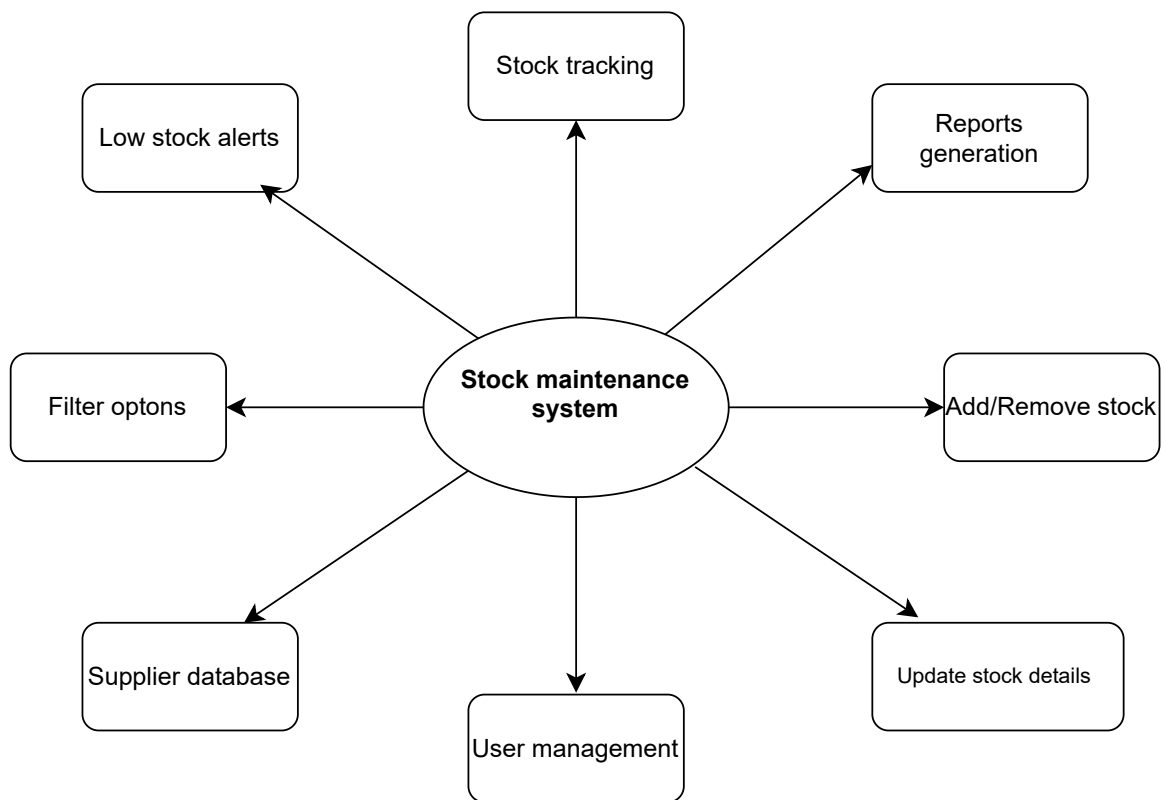 Stock tracking
Low stock alerts
Reports
generation
Stock maintenance
system
Filter optons
Add/Remove stock
Supplier database
Update stock details
User management